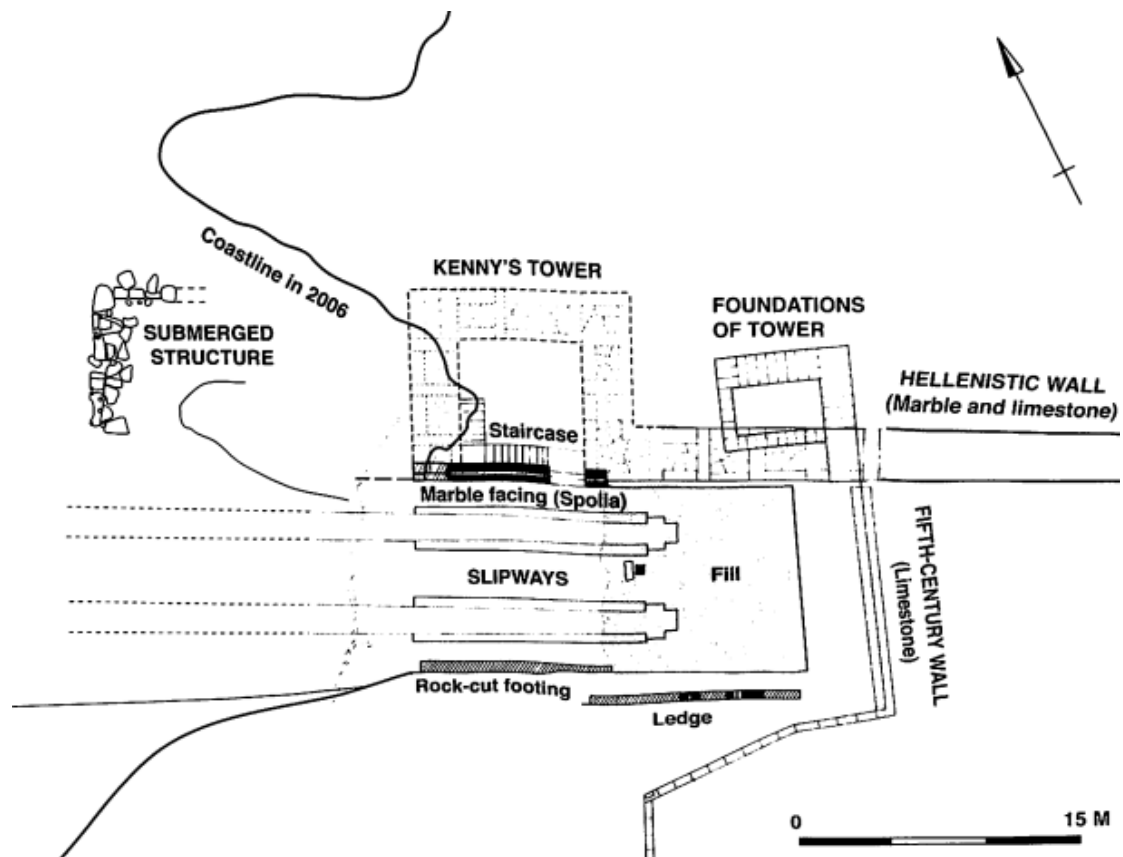 Coastline in 2006
KENNY'S TOWER
FOUNDATIONS
OF TOWER
SUBMERGED
STRUCTURE
HELLENISTIC WALL
(Marble and limestone)
Staircase
Marble facing (Spolia)
SLIPWAYS
Fill
FIFTH-CENTURY WALL
(Limestone)
Rock-cut footing
Ledge
0
15 M